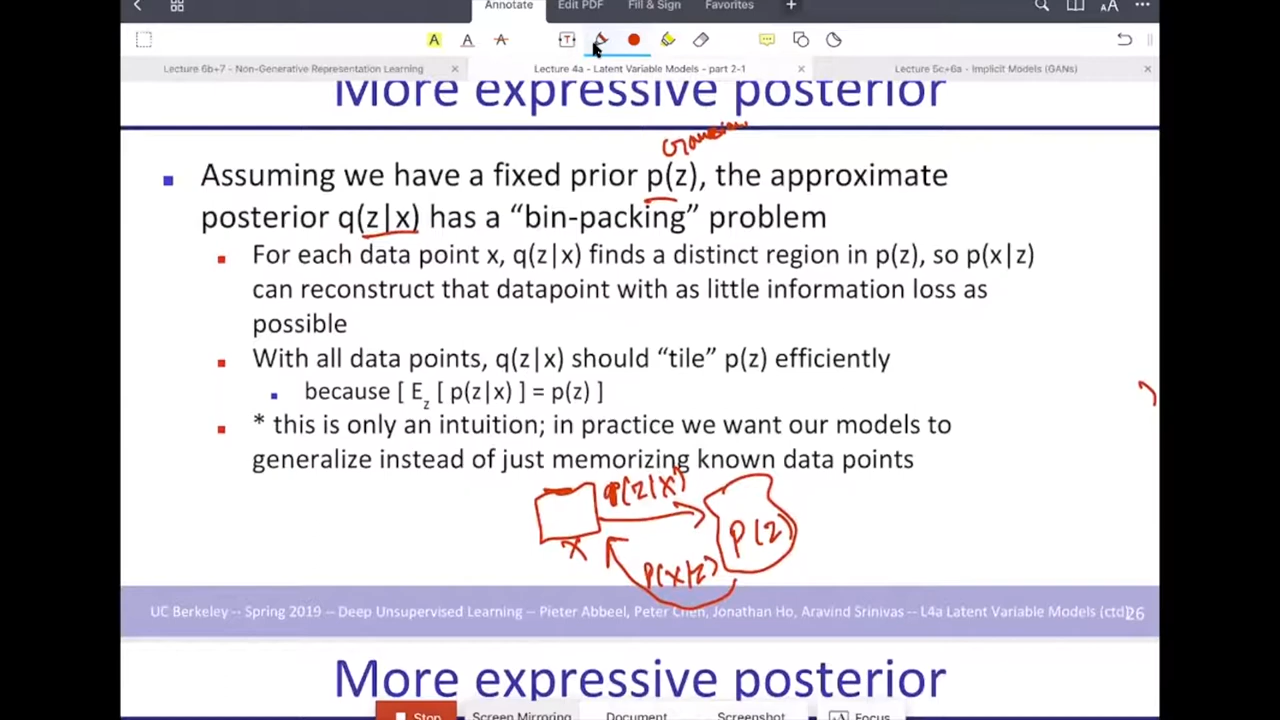 Annotate Edit PDF Fill & Sign Favorites
Lecture 6b+7 - Non-Generative Representation Learning Lecture 4a - Latent Variable Models - part 2-1 Lecture 5c+6a - Implicit Models (GANs)
More expressive posterior
Gaussian
Assuming we have a fixed prior p(z), the approximate
posterior q(z|x) has a “bin-packing” problem
For each data point x, q(z|x) finds a distinct region in p(z), so p(x|z)
can reconstruct that datapoint with as little information loss as
possible
With all data points, q(z|x) should “tile” p(z) efficiently
because [ E_z [ p(z|x) ] = p(z) ]
* this is only an intuition; in practice we want our models to
generalize instead of just memorizing known data points
q(z|x)
p(z)
x
p(x|z)
UC Berkeley -- Spring 2019 -- Deep Unsupervised Learning -- Pieter Abbeel, Peter Chen, Jonathan Ho, Aravind Srinivas -- L4a Latent Variable Models (ctd) 26
More expressive posterior
Stop Screen Mirroring Document Screenshot Focus